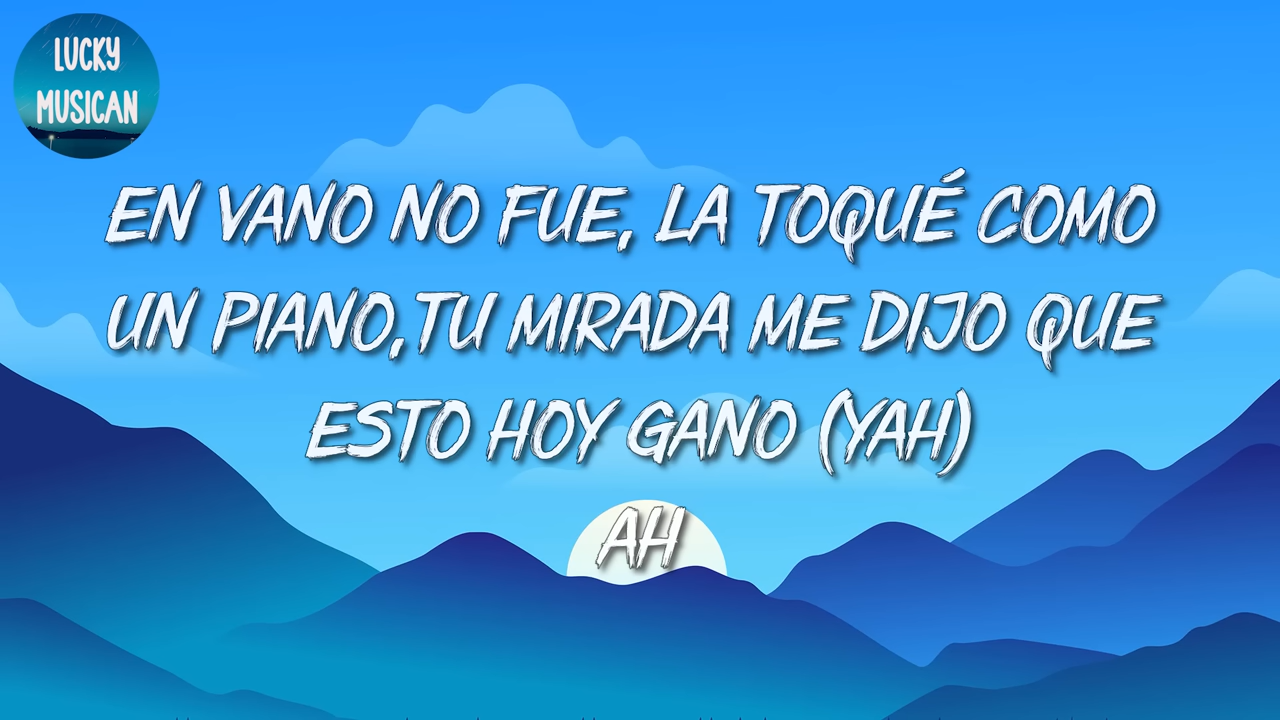 LUCKY
MUSICAN
EN VANO NO FUE, LA TOQUÉ COMO
UN PIANO,TU MIRADA ME DIJO QUE
ESTO HOY GANO (YAH)
AH